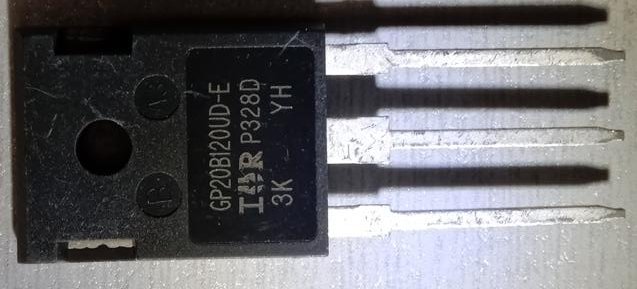 GP20B120UD-E
IOR P328D
3K YH